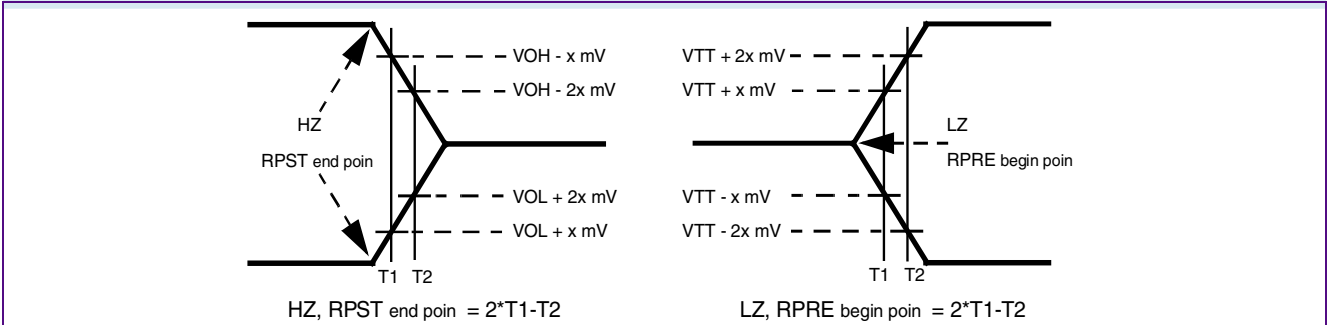 VOH - x mV
VOH - 2x mV
HZ
RPST end poin
VOL + 2x mV
VOL + x mV
T1 T2
HZ, RPST end poin = 2*T1-T2
VTT + 2x mV
VTT + x mV
LZ
RPRE begin poin
VTT - x mV
VTT - 2x mV
T1 T2
LZ, RPRE begin poin = 2*T1-T2